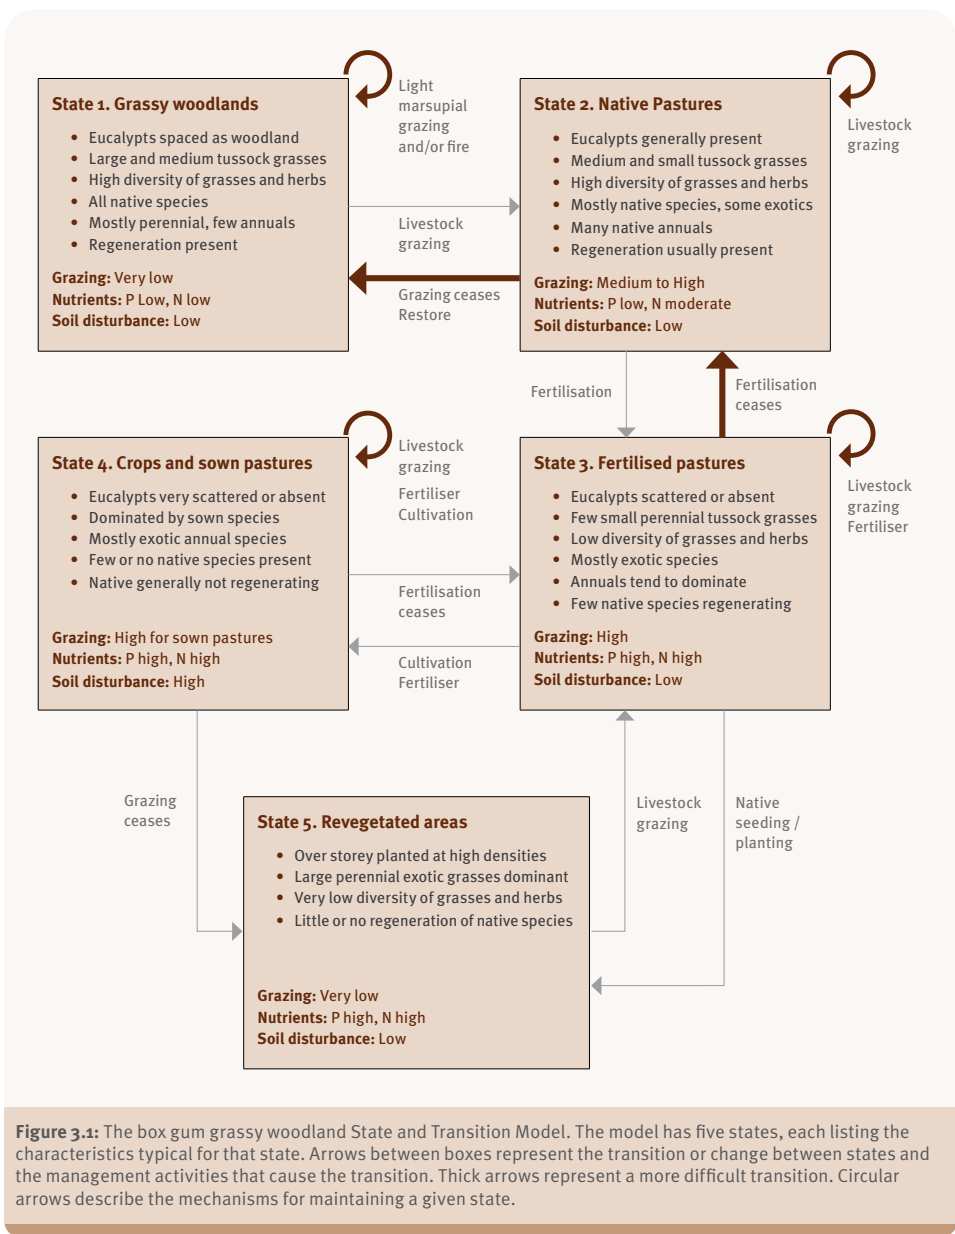 State 1. Grassy woodlands
• Eucalypts spaced as woodland
• Large and medium tussock grasses
• High diversity of grasses and herbs
• All native species
• Mostly perennial, few annuals
• Regeneration present
Grazing: Very low
Nutrients: P Low, N low
Soil disturbance: Low
Light
marsupial
grazing
and/or fire
Livestock
grazing
Grazing ceases
Restore
State 2. Native Pastures
• Eucalypts generally present
• Medium and small tussock grasses
• High diversity of grasses and herbs
• Mostly native species, some exotics
• Many native annuals
• Regeneration usually present
Grazing: Medium to High
Nutrients: P low, N moderate
Soil disturbance: Low
Livestock
grazing
Fertilisation
Fertilisation
ceases
State 4. Crops and sown pastures
• Eucalypts very scattered or absent
• Dominated by sown species
• Mostly exotic annual species
• Few or no native species present
• Native generally not regenerating
Grazing: High for sown pastures
Nutrients: P high, N high
Soil disturbance: High
Livestock
grazing
Fertiliser
Cultivation
Fertilisation
ceases
Cultivation
Fertiliser
State 3. Fertilised pastures
• Eucalypts scattered or absent
• Few small perennial tussock grasses
• Low diversity of grasses and herbs
• Mostly exotic species
• Annuals tend to dominate
• Few native species regenerating
Grazing: High
Nutrients: P high, N high
Soil disturbance: Low
Livestock
grazing
Fertiliser
Grazing
ceases
State 5. Revegetated areas
• Over storey planted at high densities
• Large perennial exotic grasses dominant
• Very low diversity of grasses and herbs
• Little or no regeneration of native species
Grazing: Very low
Nutrients: P high, N high
Soil disturbance: Low
Livestock
grazing
Native
seeding /
planting
Figure 3.1: The box gum grassy woodland State and Transition Model. The model has five states, each listing the
characteristics typical for that state. Arrows between boxes represent the transition or change between states and
the management activities that cause the transition. Thick arrows represent a more difficult transition. Circular
arrows describe the mechanisms for maintaining a given state.